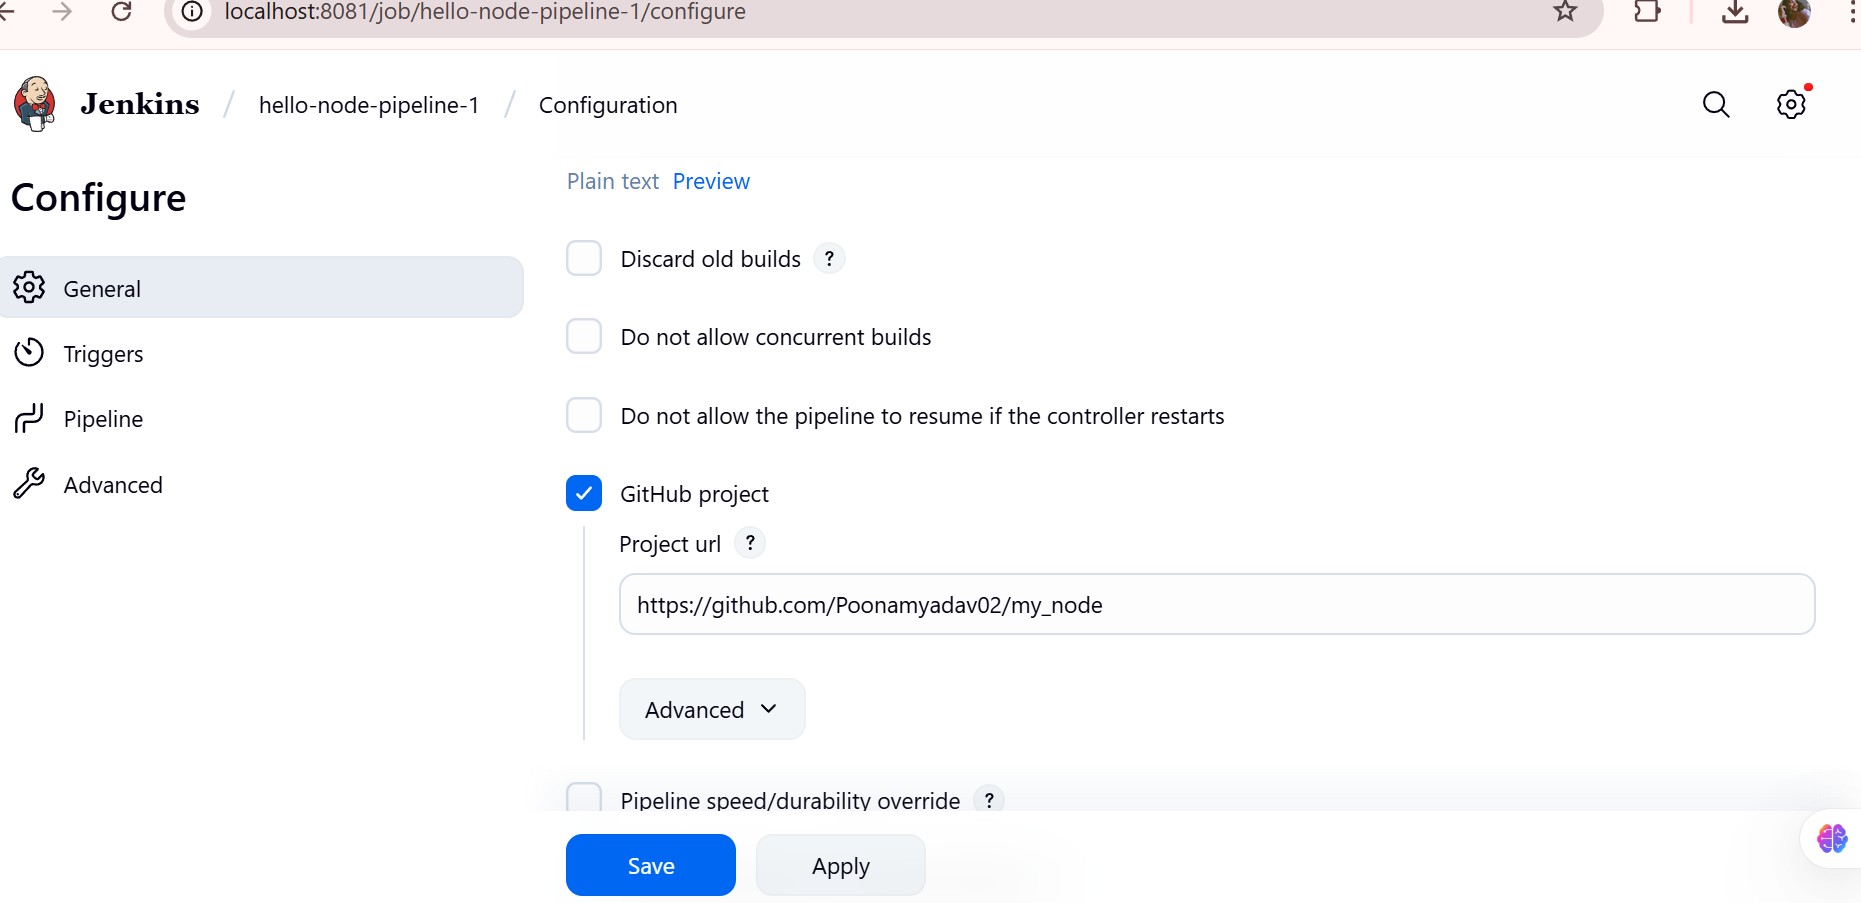 localhost:8081/job/hello-node-pipeline-1/configure
Jenkins / hello-node-pipeline-1 / Configuration
Configure
General
Triggers
Pipeline
Advanced
Plain text Preview
Discard old builds ?
Do not allow concurrent builds
Do not allow the pipeline to resume if the controller restarts
GitHub project
Project url ?
https://github.com/Poonamyadav02/my_node
Advanced
Pipeline speed/durability override ?
Save Apply